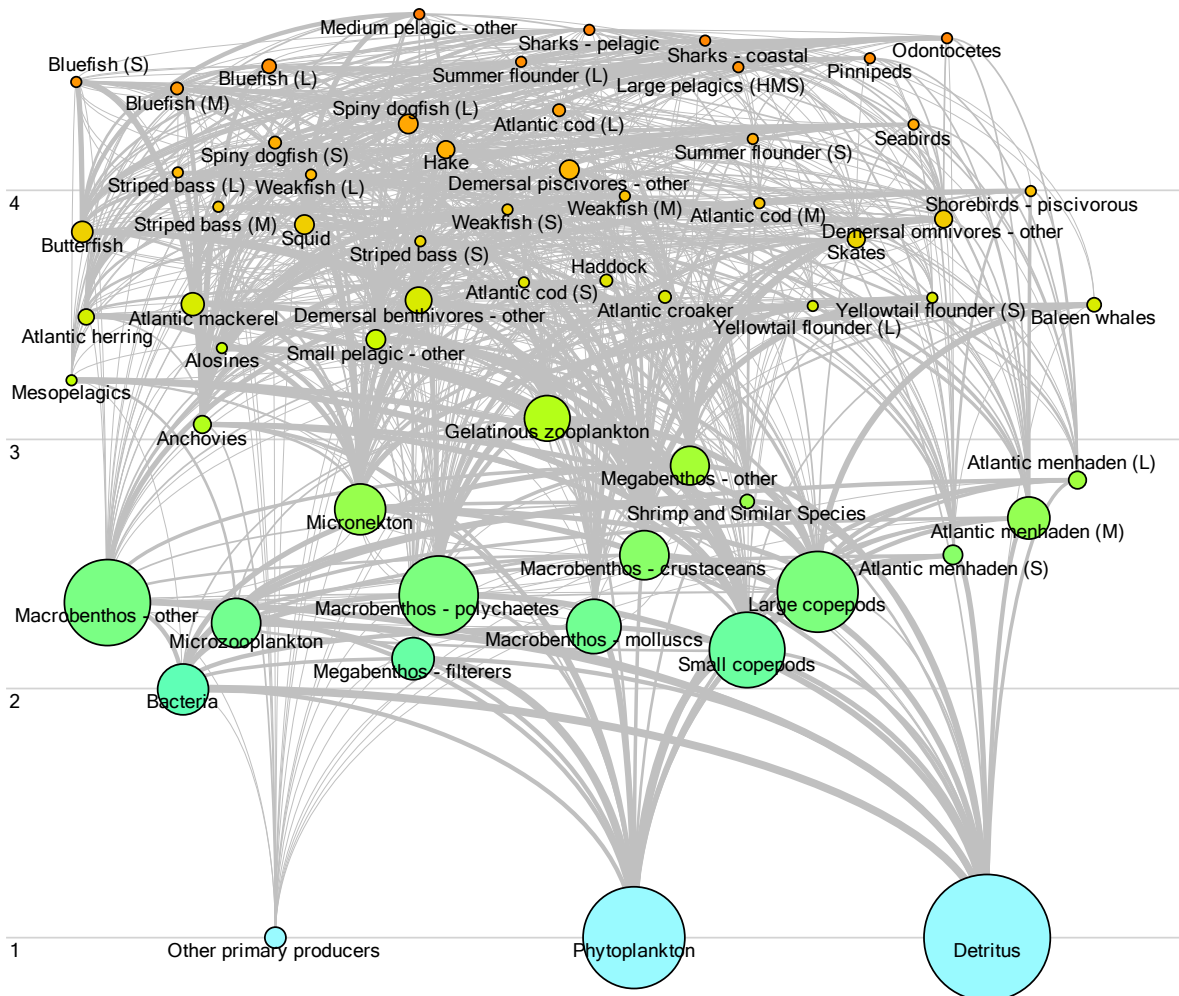 Medium pelagic - other
Sharks - pelagic
Sharks - coastal
Odontocetes
Bluefish (S)
Bluefish (L)
Summer flounder (L)
Large pelagics (HMS)
Pinnipeds
Bluefish (M)
Spiny dogfish (L)
Atlantic cod (L)
Seabirds
Spiny dogfish (S)
Hake
Summer flounder (S)
Striped bass (L)
Weakfish (L)
Demersal piscivores - other
4
Striped bass (M)
Weakfish (S)
Weakfish (M)
Atlantic cod (M)
Shorebirds - piscivorous
Butterfish
Squid
Striped bass (S)
Demersal omnivores - other
Skates
Haddock
Atlantic cod (S)
Atlantic herring
Atlantic mackerel
Demersal benthivores - other
Atlantic croaker
Yellowtail flounder (L)
Yellowtail flounder (S)
Baleen whales
Alosines
Small pelagic - other
Mesopelagics
Anchovies
Gelatinous zooplankton
3
Megabenthos - other
Atlantic menhaden (L)
Micronekton
Shrimp and Similar Species
Atlantic menhaden (M)
Macrobenthos - crustaceans
Atlantic menhaden (S)
Macrobenthos - other
Macrobenthos - polychaetes
Large copepods
Microzooplankton
Macrobenthos - molluscs
Megabenthos - filterers
Small copepods
2
Bacteria
1
Other primary producers
Phytoplankton
Detritus